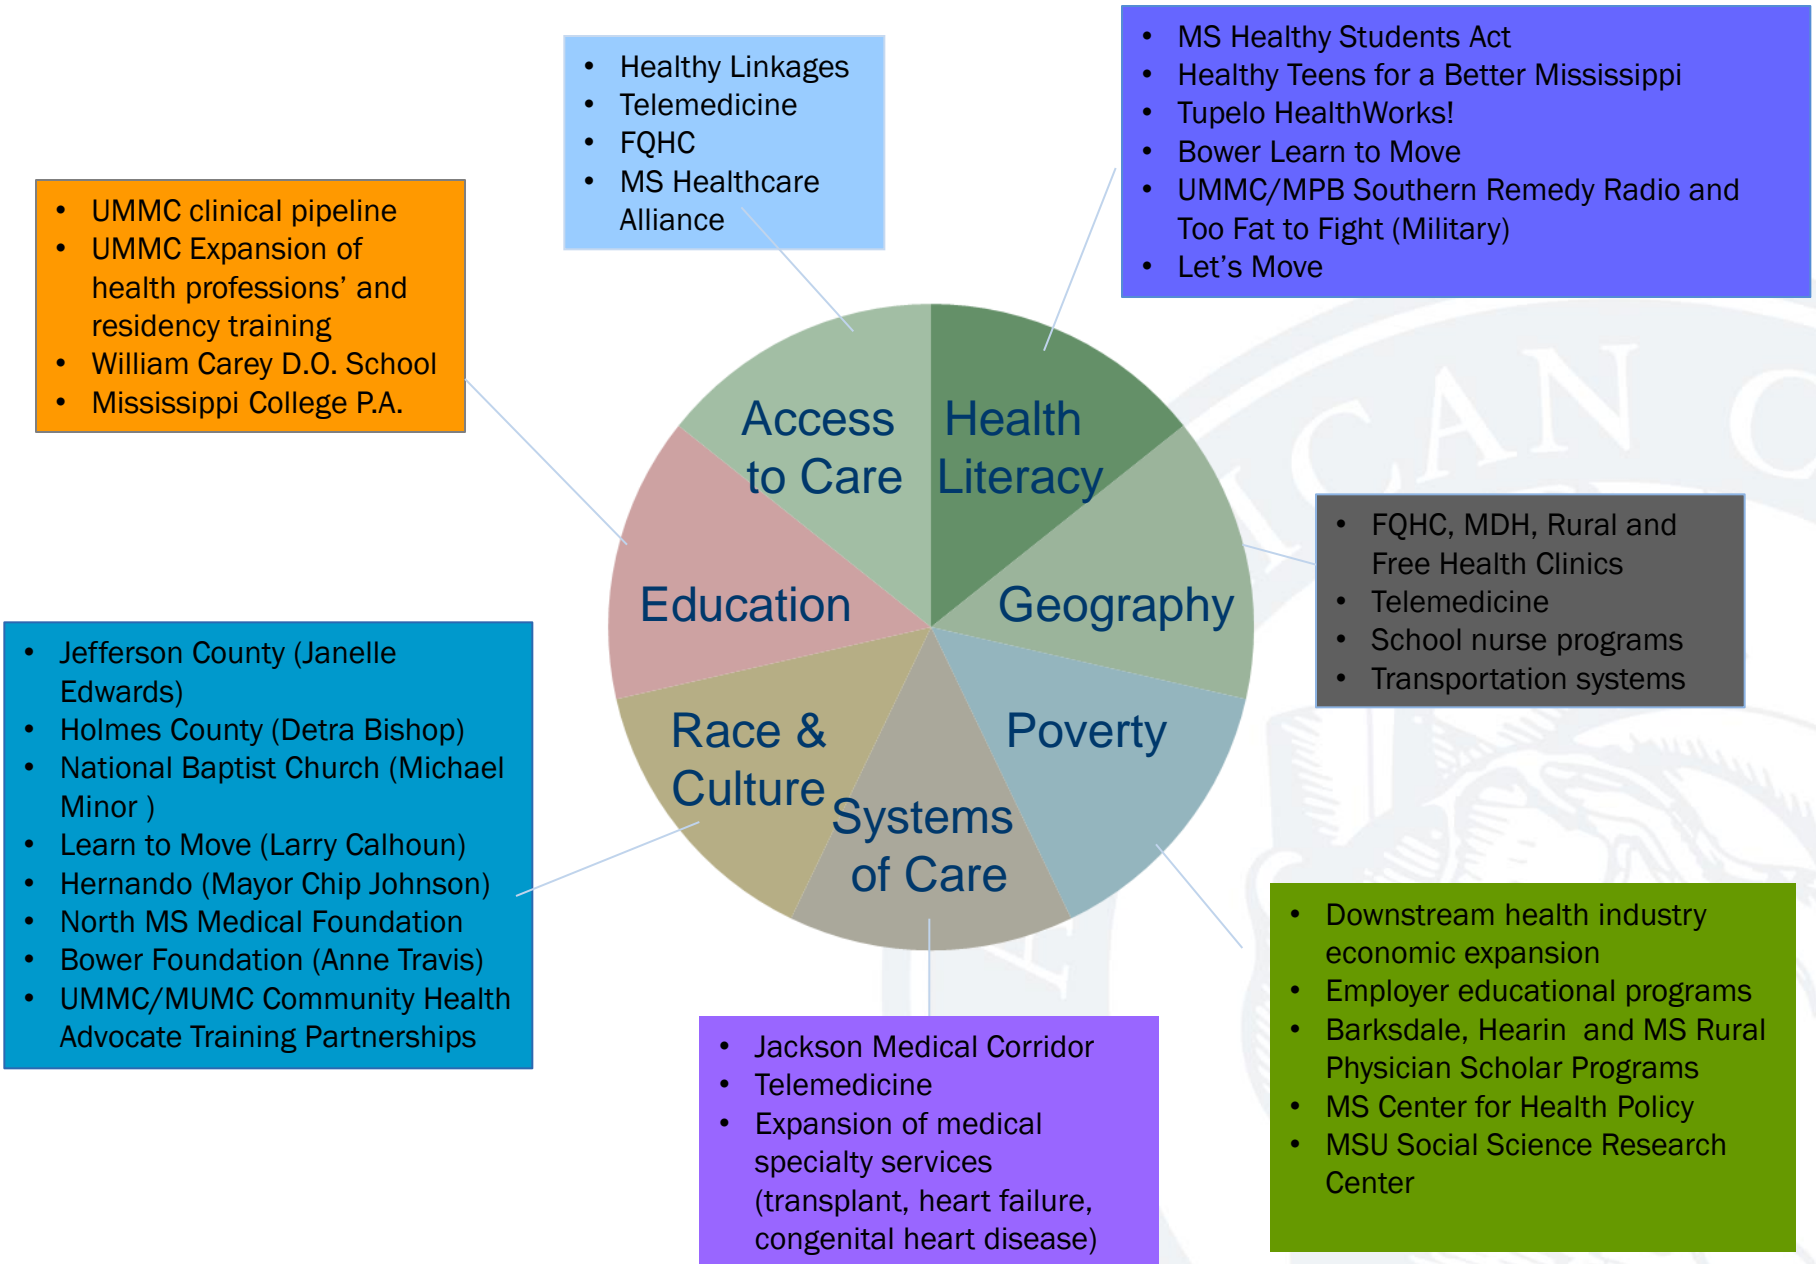 • MS Healthy Students Act
• Healthy Teens for a Better Mississippi
• Tupelo HealthWorks!
• Bower Learn to Move
• UMMC/MPB Southern Remedy Radio and
Too Fat to Fight (Military)
• Let's Move
• Healthy Linkages
• Telemedicine
• FQHC
• MS Healthcare
Alliance
• UMMC clinical pipeline
• UMMC Expansion of
health professions' and
residency training
• William Carey D.O. School
• Mississippi College P.A.
Access
to Care
Health
Literacy
Education
Geography
Race &
Culture
Poverty
Systems
of Care
• FQHC, MDH, Rural and
Free Health Clinics
• Telemedicine
• School nurse programs
• Transportation systems
• Jefferson County (Janelle
Edwards)
• Holmes County (Detra Bishop)
• National Baptist Church (Michael
Minor )
• Learn to Move (Larry Calhoun)
• Hernando (Mayor Chip Johnson)
• North MS Medical Foundation
• Bower Foundation (Anne Travis)
• UMMC/MUMC Community Health
Advocate Training Partnerships
• Downstream health industry
economic expansion
• Employer educational programs
• Barksdale, Hearin and MS Rural
Physician Scholar Programs
• MS Center for Health Policy
• MSU Social Science Research
Center
• Jackson Medical Corridor
• Telemedicine
• Expansion of medical
specialty services
(transplant, heart failure,
congenital heart disease)
ICAN C